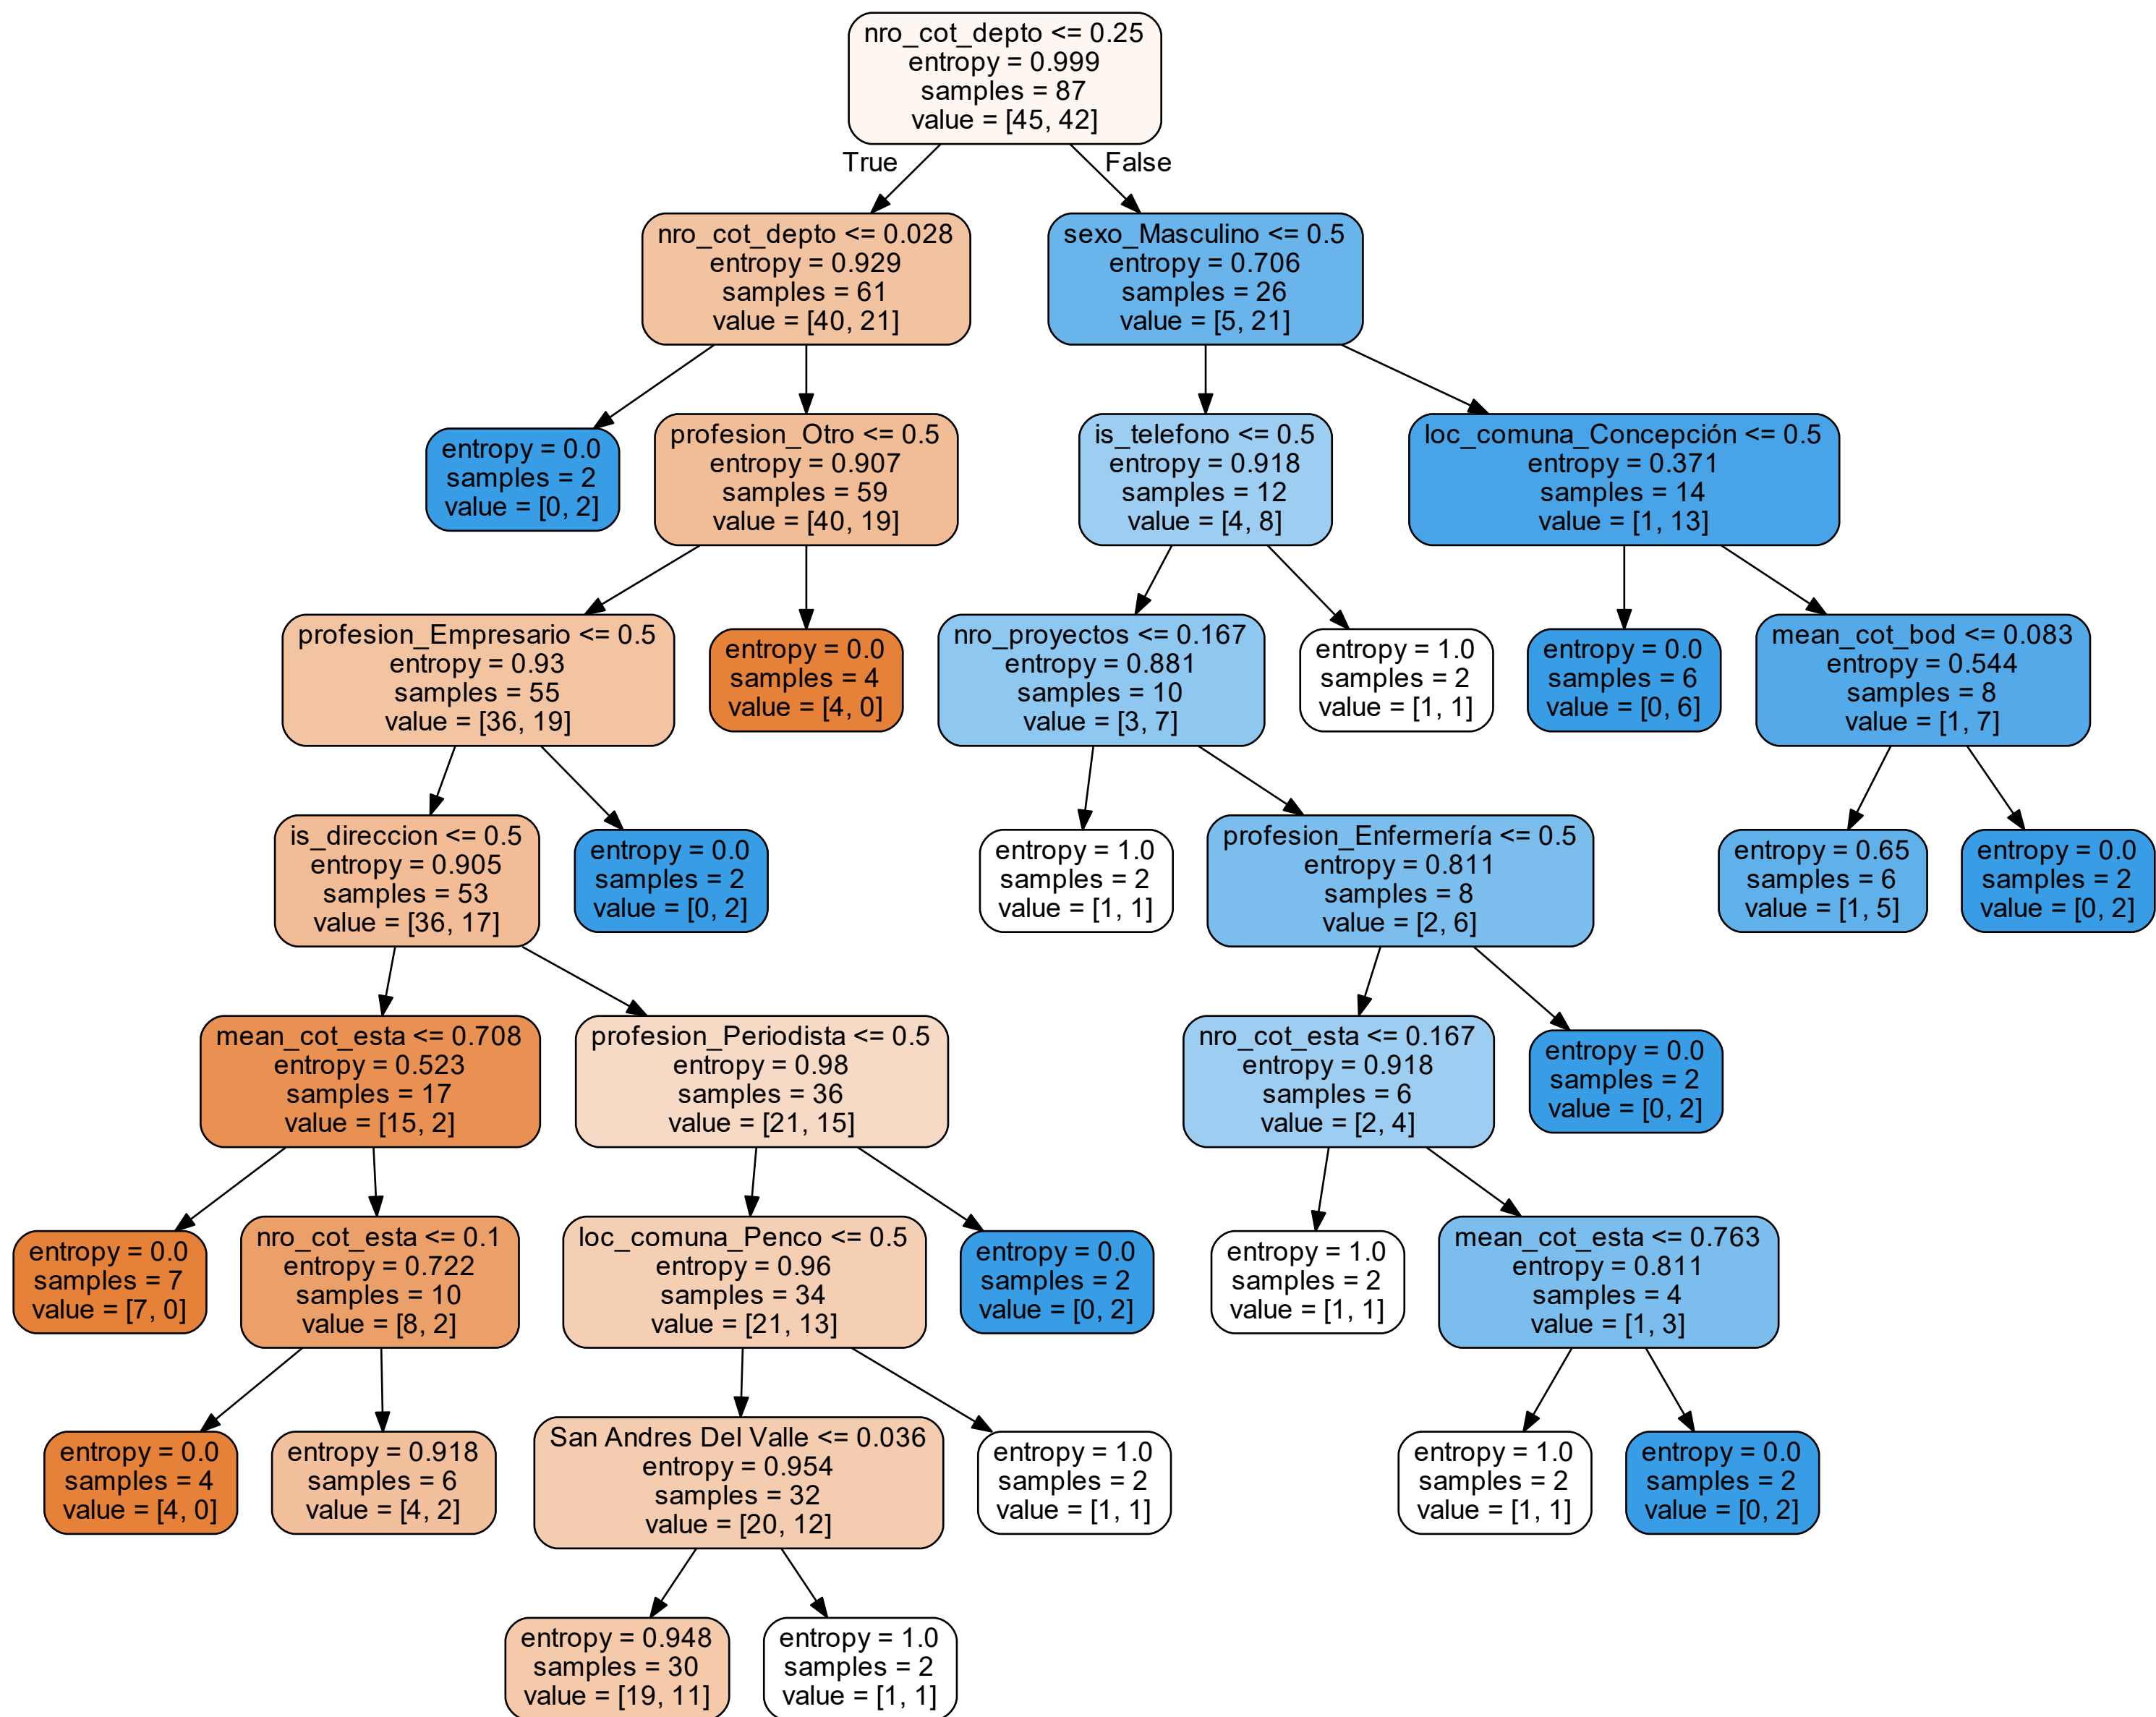 nro_cot_depto <= 0.25
entropy = 0.999
samples = 87
value = [45, 42]
True
False
nro_cot_depto <= 0.028
entropy = 0.929
samples = 61
value = [40, 21]
sexo_Masculino <= 0.5
entropy = 0.706
samples = 26
value = [5, 21]
entropy = 0.0
samples = 2
value = [0, 2]
profesion_Otro <= 0.5
entropy = 0.907
samples = 59
value = [40, 19]
is_telefono <= 0.5
entropy = 0.918
samples = 12
value = [4, 8]
loc_comuna_Concepción <= 0.5
entropy = 0.371
samples = 14
value = [1, 13]
profesion_Empresario <= 0.5
entropy = 0.93
samples = 55
value = [36, 19]
entropy = 0.0
samples = 4
value = [4, 0]
nro_proyectos <= 0.167
entropy = 0.881
samples = 10
value = [3, 7]
entropy = 1.0
samples = 2
value = [1, 1]
entropy = 0.0
samples = 6
value = [0, 6]
mean_cot_bod <= 0.083
entropy = 0.544
samples = 8
value = [1, 7]
is_direccion <= 0.5
entropy = 0.905
samples = 53
value = [36, 17]
entropy = 0.0
samples = 2
value = [0, 2]
entropy = 1.0
samples = 2
value = [1, 1]
profesion_Enfermería <= 0.5
entropy = 0.811
samples = 8
value = [2, 6]
entropy = 0.65
samples = 6
value = [1, 5]
entropy = 0.0
samples = 2
value = [0, 2]
mean_cot_esta <= 0.708
entropy = 0.523
samples = 17
value = [15, 2]
profesion_Periodista <= 0.5
entropy = 0.98
samples = 36
value = [21, 15]
nro_cot_esta <= 0.167
entropy = 0.918
samples = 6
value = [2, 4]
entropy = 0.0
samples = 2
value = [0, 2]
entropy = 0.0
samples = 7
value = [7, 0]
nro_cot_esta <= 0.1
entropy = 0.722
samples = 10
value = [8, 2]
loc_comuna_Penco <= 0.5
entropy = 0.96
samples = 34
value = [21, 13]
entropy = 0.0
samples = 2
value = [0, 2]
entropy = 1.0
samples = 2
value = [1, 1]
mean_cot_esta <= 0.763
entropy = 0.811
samples = 4
value = [1, 3]
entropy = 0.0
samples = 4
value = [4, 0]
entropy = 0.918
samples = 6
value = [4, 2]
San Andres Del Valle <= 0.036
entropy = 0.954
samples = 32
value = [20, 12]
entropy = 1.0
samples = 2
value = [1, 1]
entropy = 1.0
samples = 2
value = [1, 1]
entropy = 0.0
samples = 2
value = [0, 2]
entropy = 0.948
samples = 30
value = [19, 11]
entropy = 1.0
samples = 2
value = [1, 1]